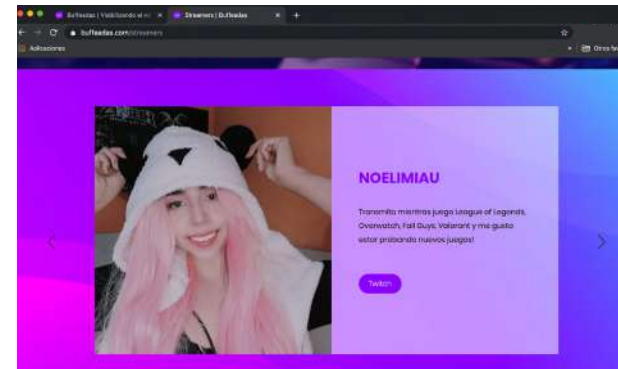 Buffeadas | Visibilizando el
Streamers | Buffeadas
buffeadas.com/streamers
Aplicaciones
Otros
NOELIMIAU
Transmito mientras juego League of Legends,
Overwatch, Fall Guys, Valorant y me gusta
estar probando nuevos juegos!
Twitch